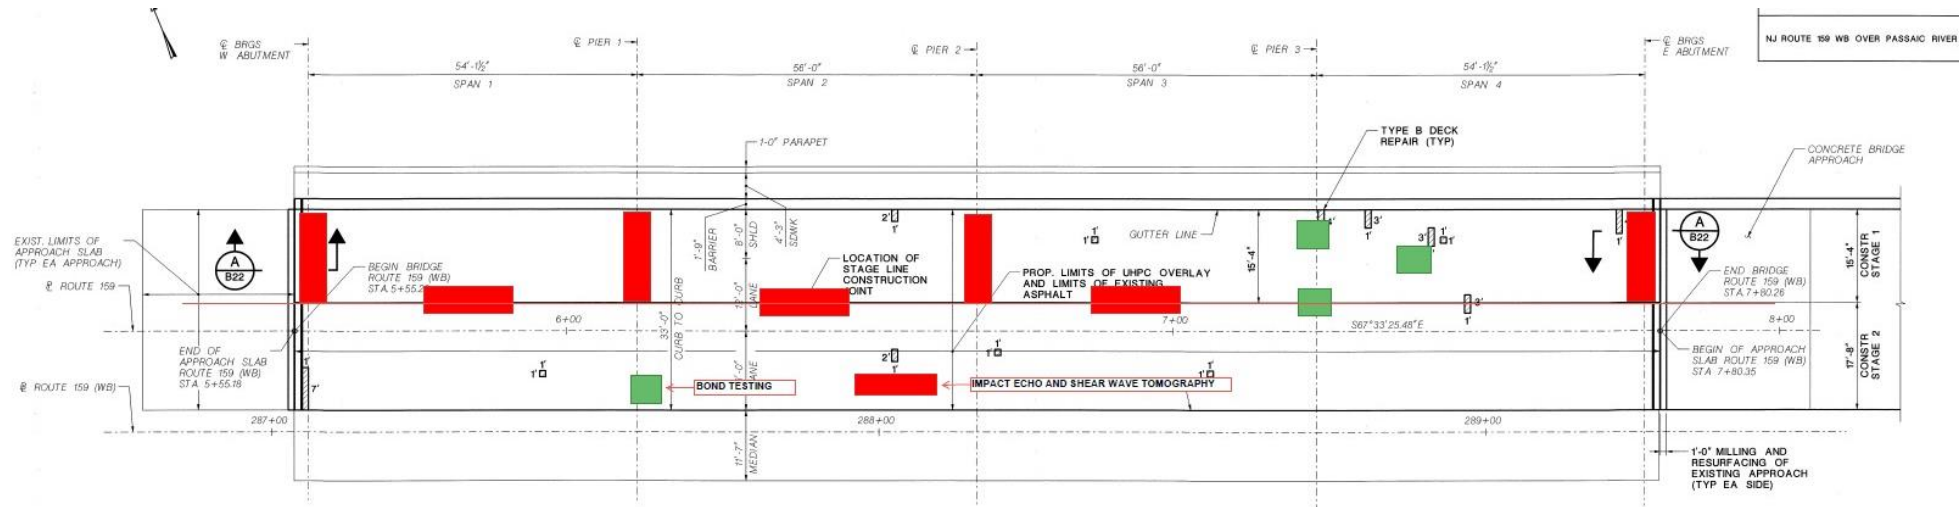 NJ ROUTE 159 WB OVER PASSAIC RIVER
℄ BRGS
W ABUTMENT
℄ PIER 1
℄ PIER 2
℄ PIER 3
℄ BRGS
E ABUTMENT
54'-1½"
SPAN 1
56'-0"
SPAN 2
56'-0"
SPAN 3
54'-1½"
SPAN 4
1-0" PARAPET
TYPE B DECK
REPAIR (TYP)
CONCRETE BRIDGE
APPROACH
EXIST. LIMITS OF
APPROACH SLAB
(TYP EA APPROACH)
A
B22
BEGIN BRIDGE
ROUTE 159 (WB)
STA. 5+55.2
1'-9"
BARRIER
8'-0"
SHLD
4'-3"
SDWK
2'
1'
1'
1'
GUTTER LINE
15'-4"
3'
1'
3'
1'
1'
A
B22
15'-4"
CONSTR
STAGE 1
LOCATION OF
STAGE LINE
CONSTRUCTION
OINT
PROP. LIMITS OF UHPC OVERLAY
AND LIMITS OF EXISTING
ASPHALT
END BRIDGE
ROUTE 159 (WB)
STA. 7+80.26
℄ ROUTE 159
6+00
33'-0"
CURB TO CURB
LANE
7+00
S67°33'25.48"E
3'
1'
8+00
END OF
APPROACH SLAB
ROUTE 159 (WB)
STA 5+55.18
BEGIN OF APPROACH
SLAB ROUTE 159 (WB)
STA 7+80.35
17'-8"
CONSTR
STAGE 2
1'
7'
1'
1'
2'
1'
1'
1'
1'
1'
LANE
BOND TESTING
IMPACT ECHO AND SHEAR WAVE TOMOGRAPHY
℄ ROUTE 159 (WB)
287+00
288+00
289+00
11'-7"
MEDIAN
1'-0" MILLING AND
RESURFACING OF
EXISTING APPROACH
(TYP EA SIDE)